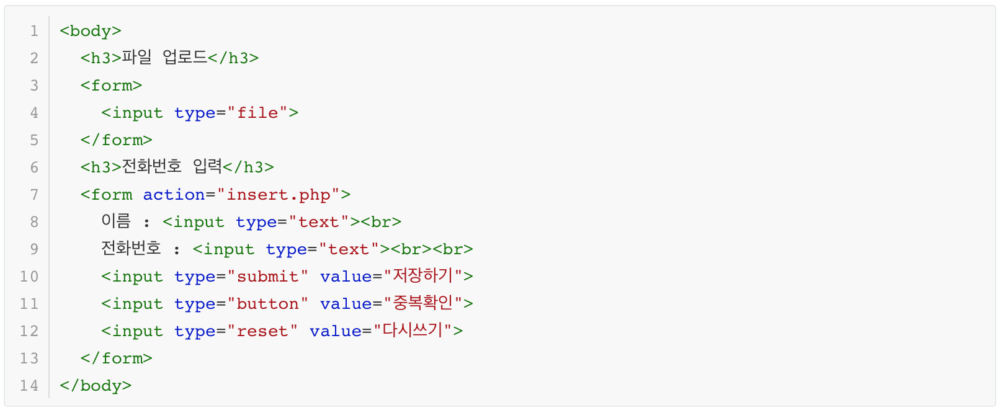 1 <body>
2   <h3>파일 업로드</h3>
3   <form>
4     <input type="file">
5   </form>
6   <h3>전화번호 입력</h3>
7   <form action="insert.php">
8     이름 : <input type="text"><br>
9     전화번호 : <input type="text"><br><br>
10     <input type="submit" value="저장하기">
11     <input type="button" value="중복확인">
12     <input type="reset" value="다시쓰기">
13   </form>
14 </body>